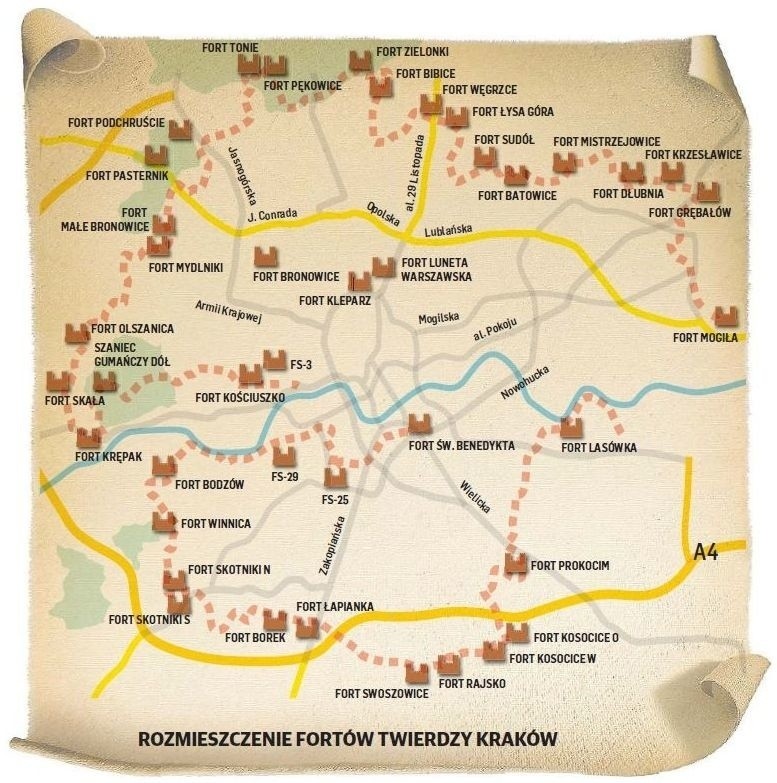 FORT TONIE
FORT ZIELONKI
FORT PĘKOWICE
FORT BIBICE
FORT WĘGRZCE
FORT ŁYSA GÓRA
FORT PODCHRUŚCIE
FORT SUDÓŁ
FORT MISTRZEJOWICE
FORT KRZESŁAWICE
FORT PASTERNIK
Jasnogórska
al. 29 Listopada
FORT BATOWICE
FORT DŁUBNIA
FORT GRĘBAŁÓW
FORT
MAŁE BRONOWICE
J. Conrada
Opolska
Lublańska
FORT MYDLNIKI
FORT BRONOWICE
FORT LUNETA
WARSZAWSKA
FORT KLEPARZ
Armii Krajowej
Mogilska
al. Pokoju
FORT MOGIŁA
FORT OLSZANICA
SZANIEC
GUMAŃCZY DÓŁ
FS-3
FORT SKAŁA
FORT KOŚCIUSZKO
Nowohucka
FORT KRĘPAK
FORT ŚW. BENEDYKTA
FORT LASÓWKA
FORT BODZÓW
FS-29
FS-25
Wielicka
FORT WINNICA
Zakopiańska
A4
FORT SKOTNIKI N
FORT PROKOCIM
FORT SKOTNIKI S
FORT ŁAPIANKA
FORT BOREK
FORT KOSOCICE O
FORT KOSOCICE W
FORT RAJSKO
FORT SWOSZOWICE
ROZMIESZCZENIE FORTÓW TWIERDZY KRAKÓW